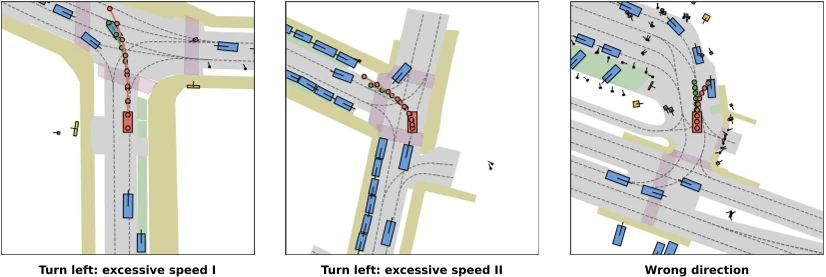 Turn left: excessive speed I
Turn left: excessive speed II
Wrong direction